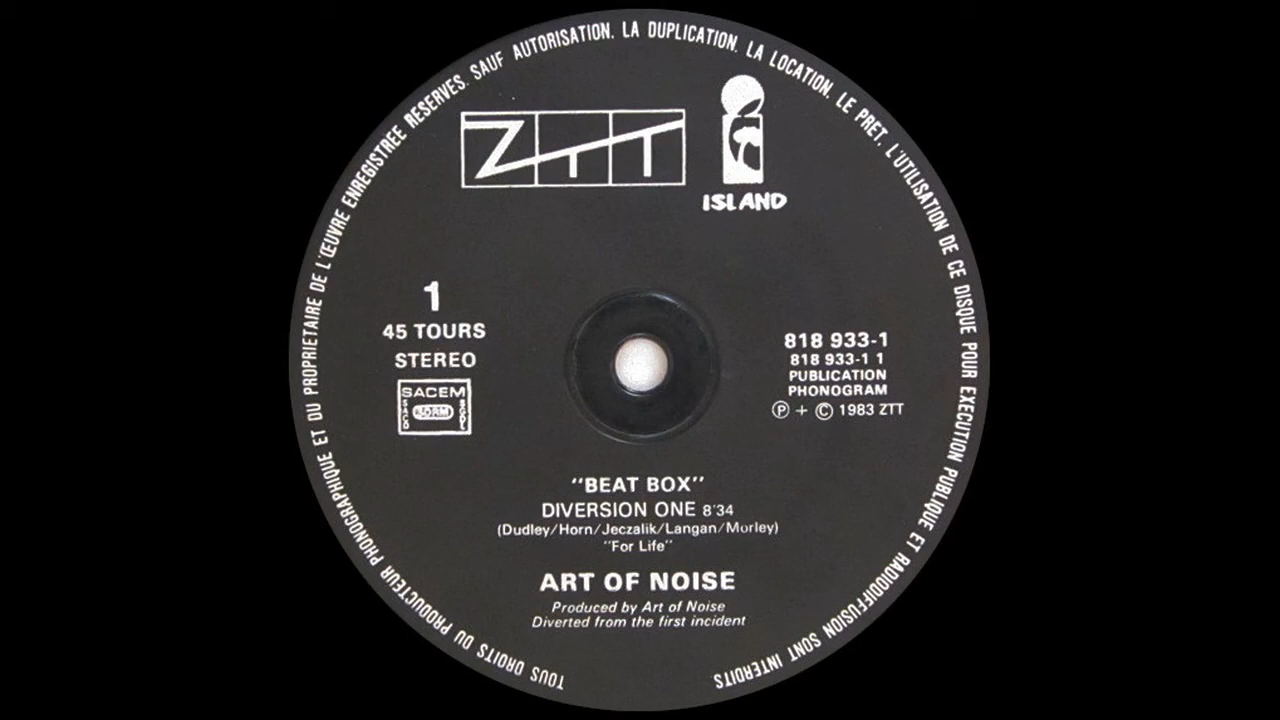 TOUS DROITS DU PRODUCTEUR PHONOGRAPHIQUE ET DU PROPRIETAIRE DE L'ŒUVRE ENREGISTREE RESERVES. SAUF AUTORISATION. LA DUPLICATION. LA LOCATION. LE PRET. L'UTILISATION DE CE DISQUE POUR EXECUTION PUBLIQUE ET RADIODIFFUSION SONT INTERDITS
ZTT
ISLAND
1
45 TOURS
STEREO
SACEM
SACD SDRM SGDL
818 933-1
818 933-1 1
PUBLICATION
PHONOGRAM
Ⓟ + © 1983 ZTT
"BEAT BOX"
DIVERSION ONE 8'34
(Dudley/Horn/Jeczalik/Langan/Morley)
"For Life"
ART OF NOISE
Produced by Art of Noise
Diverted from the first incident